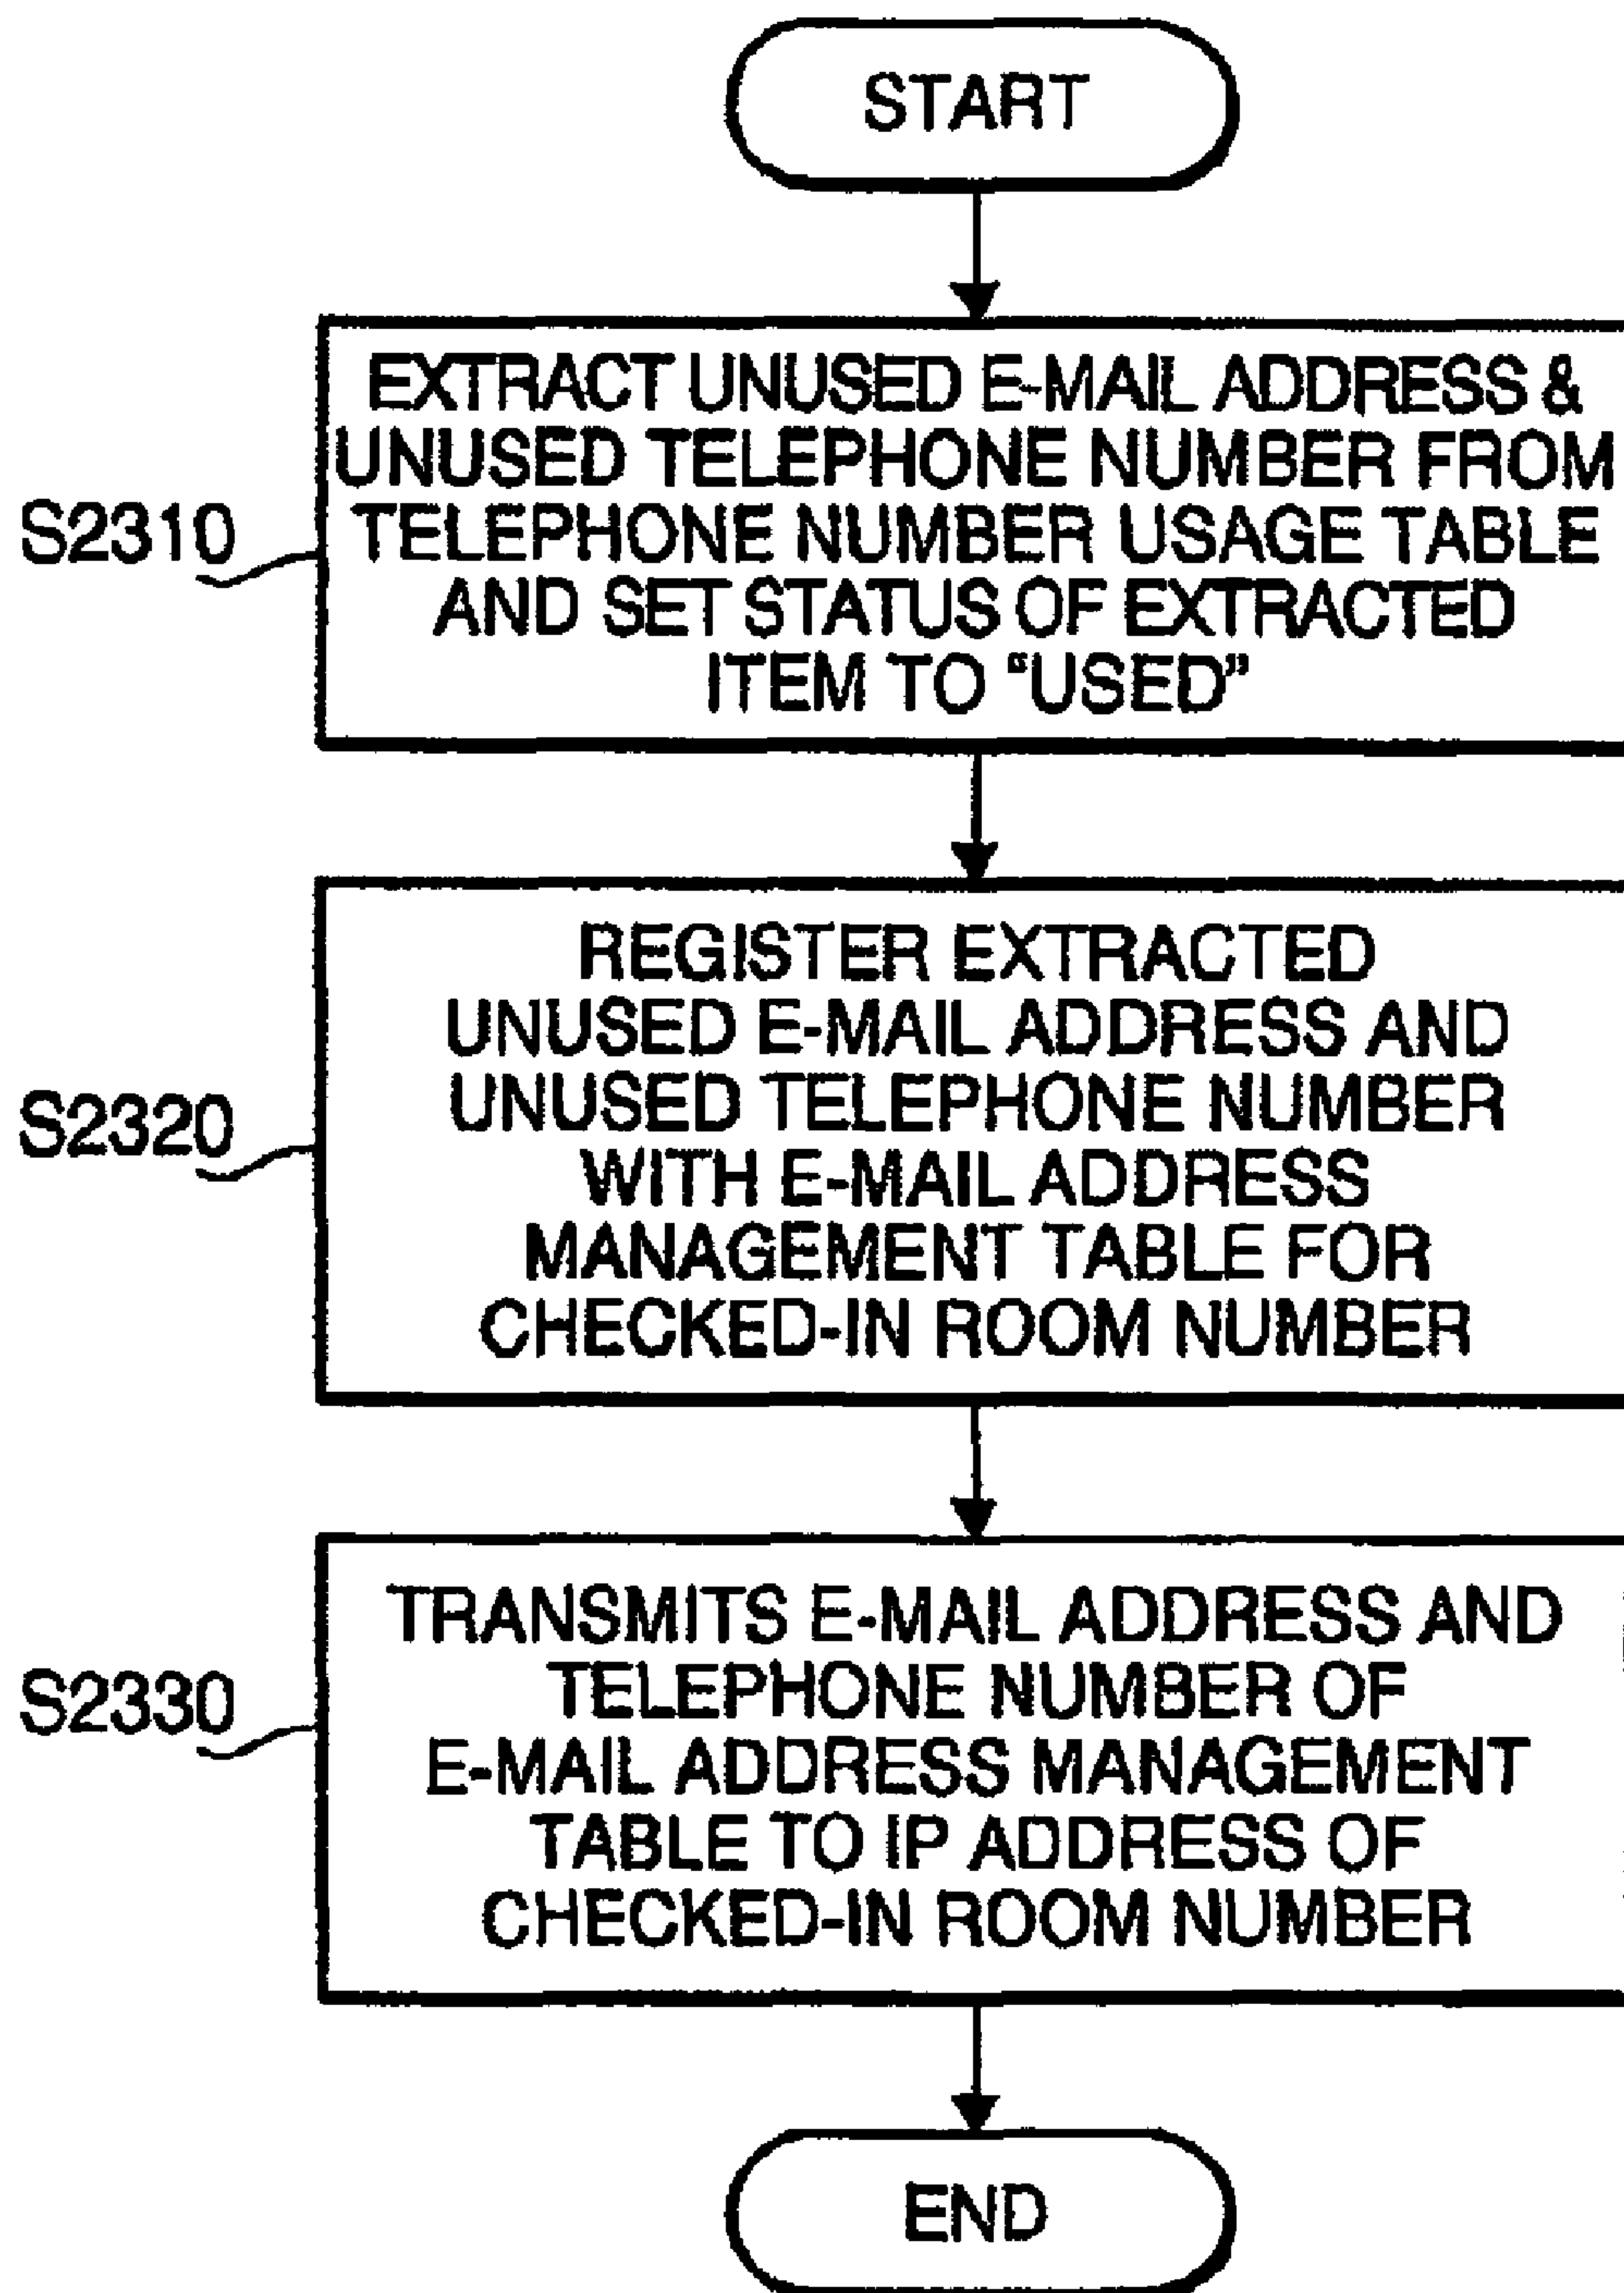 START
EXTRACT UNUSED E-MAIL ADDRESS &
UNUSED TELEPHONE NUMBER FROM
S2310
TELEPHONE NUMBER USAGE TABLE
AND SET STATUS OF EXTRACTED
ITEM TO "USED"
REGISTER EXTRACTED
UNUSED E-MAIL ADDRESS AND
UNUSED TELEPHONE NUMBER
S2320
WITH E-MAIL ADDRESS
MANAGEMENT TABLE FOR
CHECKED-IN ROOM NUMBER
TRANSMITS E-MAIL ADDRESS AND
TELEPHONE NUMBER OF
S2330
E-MAIL ADDRESS MANAGEMENT
TABLE TO IP ADDRESS OF
CHECKED-IN ROOM NUMBER
END